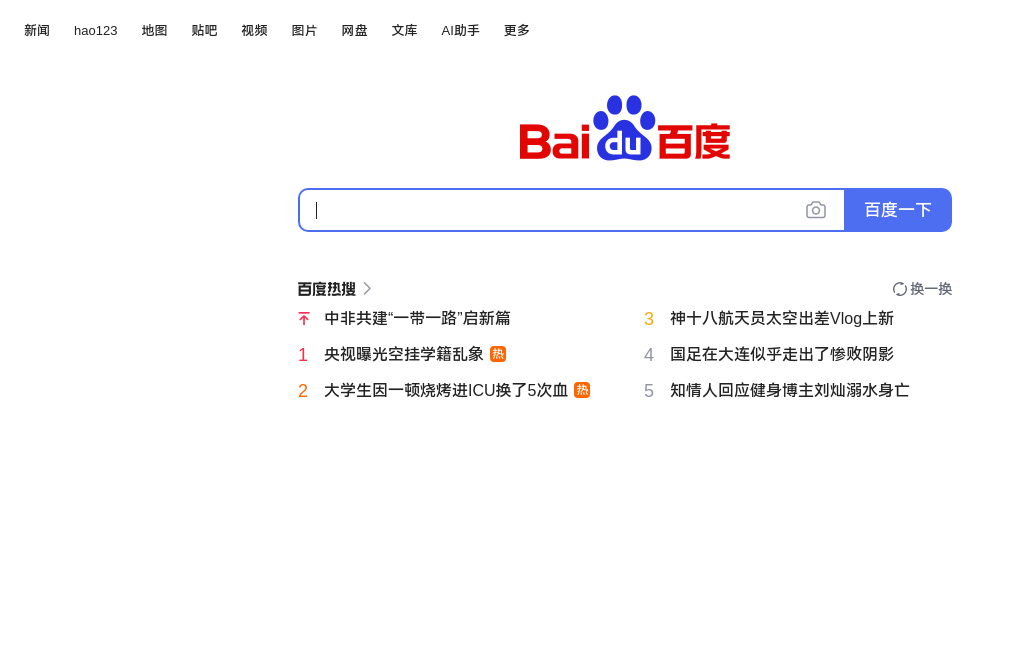 新闻 hao123 地图 贴吧 视频 图片 网盘 文库 AI助手 更多
Bai du 百度
百度一下
百度热搜 换一换
中非共建“一带一路”启新篇
1 央视曝光空挂学籍乱象 热
2 大学生因一顿烧烤进ICU换了5次血 热
3 神十八航天员太空出差Vlog上新
4 国足在大连似乎走出了惨败阴影
5 知情人回应健身博主刘灿溺水身亡